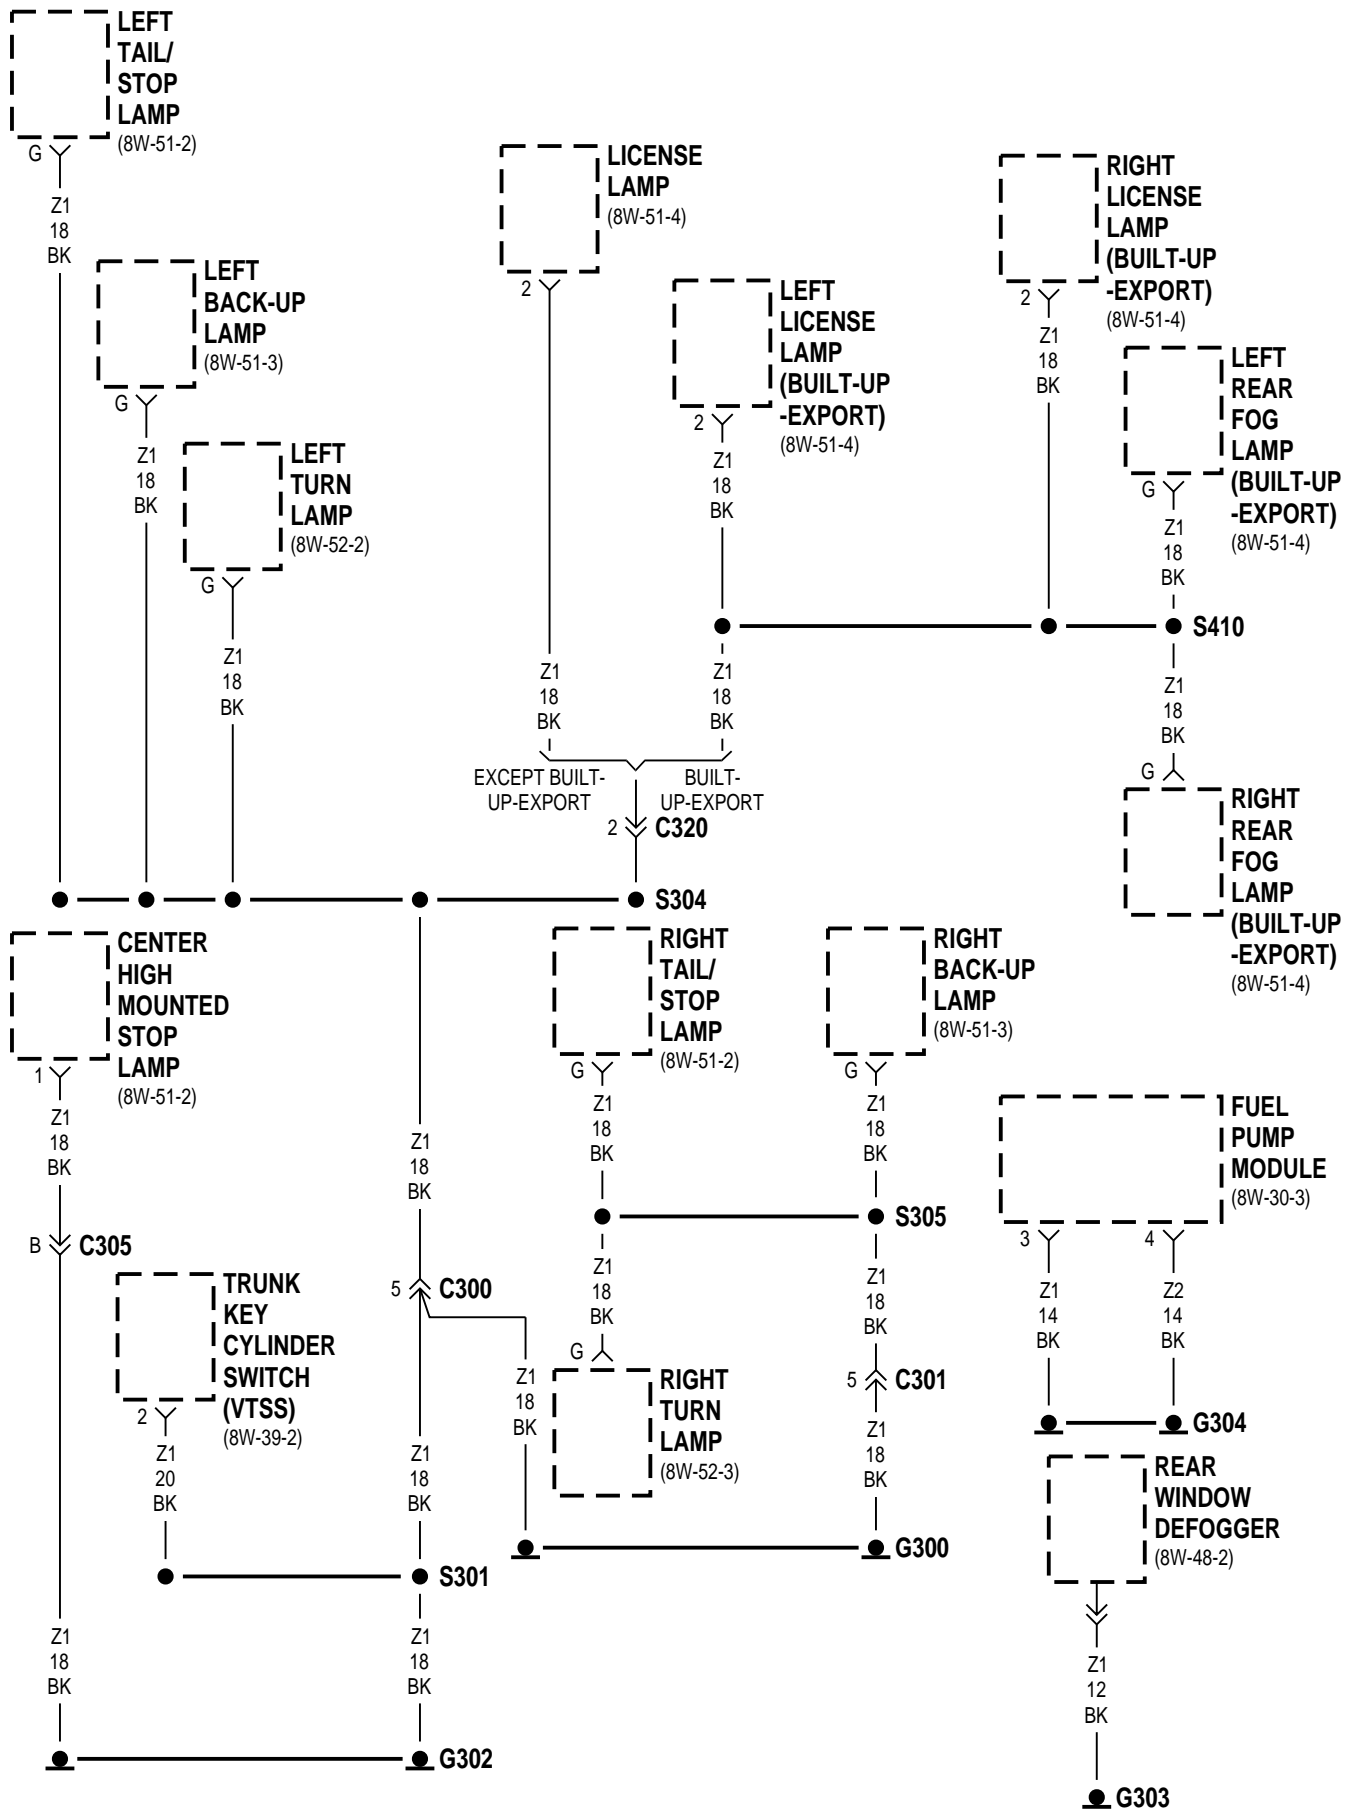 LEFT
TAIL/
STOP
LAMP
(8W-51-2)
G
Z1
18
BK
LEFT
BACK-UP
LAMP
(8W-51-3)
G
Z1
18
BK
LEFT
TURN
LAMP
(8W-52-2)
G
Z1
18
BK
LICENSE
LAMP
(8W-51-4)
2
Z1
18
BK
EXCEPT BUILT-
UP-EXPORT
LEFT
LICENSE
LAMP
(BUILT-UP
-EXPORT)
(8W-51-4)
2
Z1
18
BK
Z1
18
BK
BUILT-
UP-EXPORT
RIGHT
LICENSE
LAMP
(BUILT-UP
-EXPORT)
(8W-51-4)
2
Z1
18
BK
LEFT
REAR
FOG
LAMP
(BUILT-UP
-EXPORT)
(8W-51-4)
G
Z1
18
BK
S410
Z1
18
BK
G
RIGHT
REAR
FOG
LAMP
(BUILT-UP
-EXPORT)
(8W-51-4)
2
C320
S304
CENTER
HIGH
MOUNTED
STOP
LAMP
(8W-51-2)
1
Z1
18
BK
B
C305
TRUNK
KEY
CYLINDER
SWITCH
(VTSS)
(8W-39-2)
2
Z1
20
BK
Z1
18
BK
5
C300
Z1
18
BK
Z1
18
BK
S301
Z1
18
BK
Z1
18
BK
G302
RIGHT
TAIL/
STOP
LAMP
(8W-51-2)
G
Z1
18
BK
Z1
18
BK
G
RIGHT
TURN
LAMP
(8W-52-3)
RIGHT
BACK-UP
LAMP
(8W-51-3)
G
Z1
18
BK
S305
Z1
18
BK
5
C301
Z1
18
BK
G300
FUEL
PUMP
MODULE
(8W-30-3)
3
4
Z1
14
BK
Z2
14
BK
G304
REAR
WINDOW
DEFOGGER
(8W-48-2)
Z1
12
BK
G303